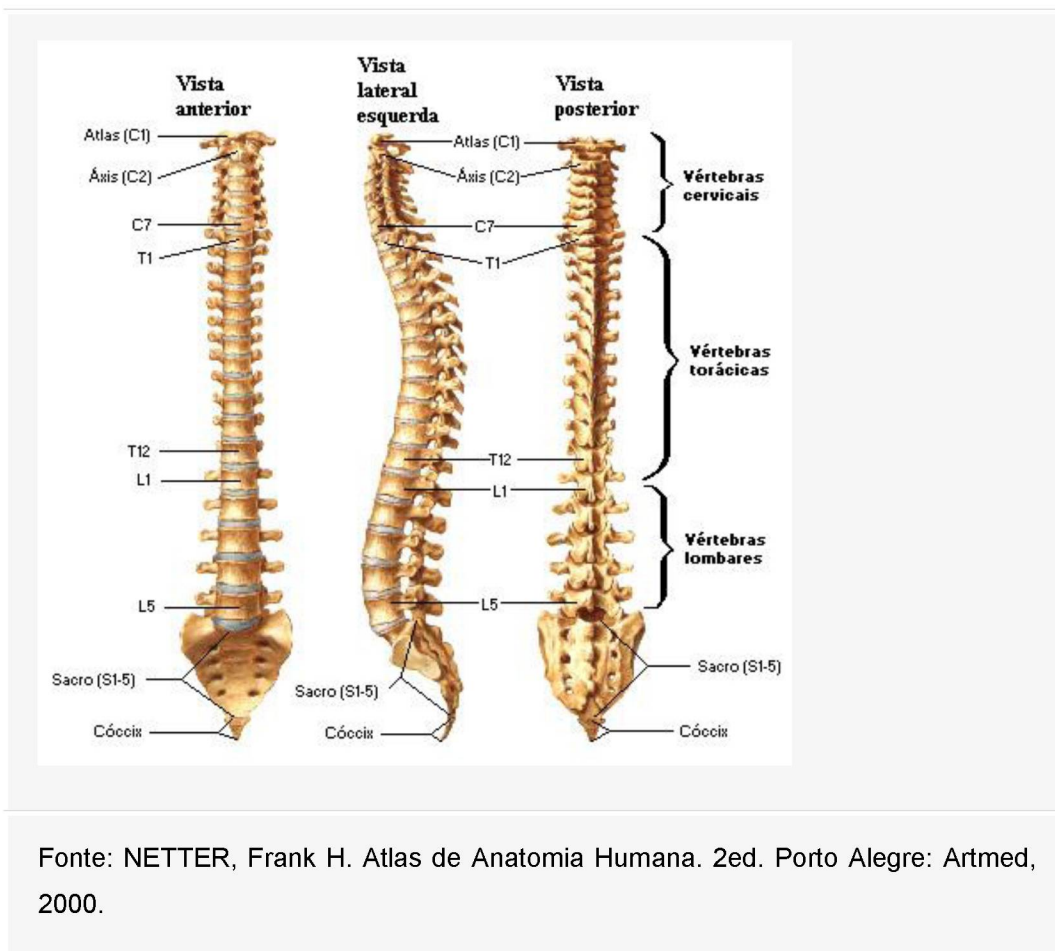 Vista
anterior
Vista
lateral
esquerda
Vista
posterior
Atlas (C1)
Atlas (C1)
Áxis (C2)
Áxis (C2)
Vértebras
cervicais
C7
C7
T1
T1
Vértebras
torácicas
T12
T12
L1
L1
Vértebras
lombares
L5
L5
Sacro (S1-5)
Sacro (S1-5)
Sacro (S1-5)
Cóccix
Cóccix
Cóccix
Fonte: NETTER, Frank H. Atlas de Anatomia Humana. 2ed. Porto Alegre: Artmed,
2000.